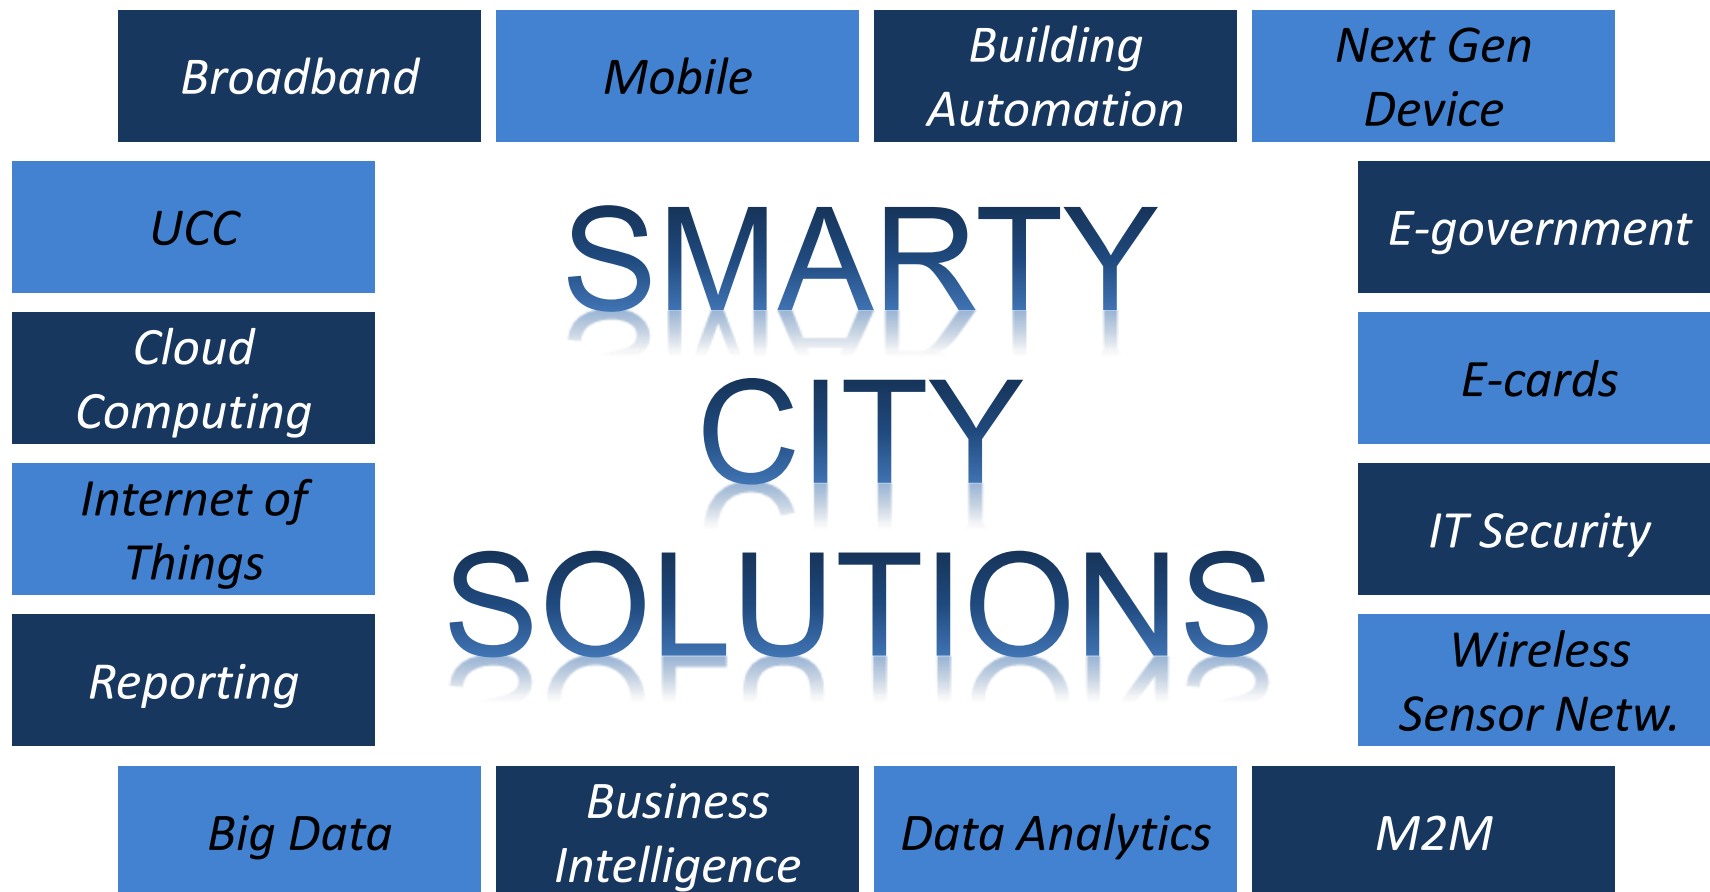 Broadband
Mobile
Building
Automation
Next Gen
Device
UCC
SMARTY
E-government
Cloud
Computing
CITY
E-cards
Internet of
Things
SOLUTIONS
IT Security
Reporting
Wireless
Sensor Netw.
Big Data
Business
Intelligence
Data Analytics
M2M